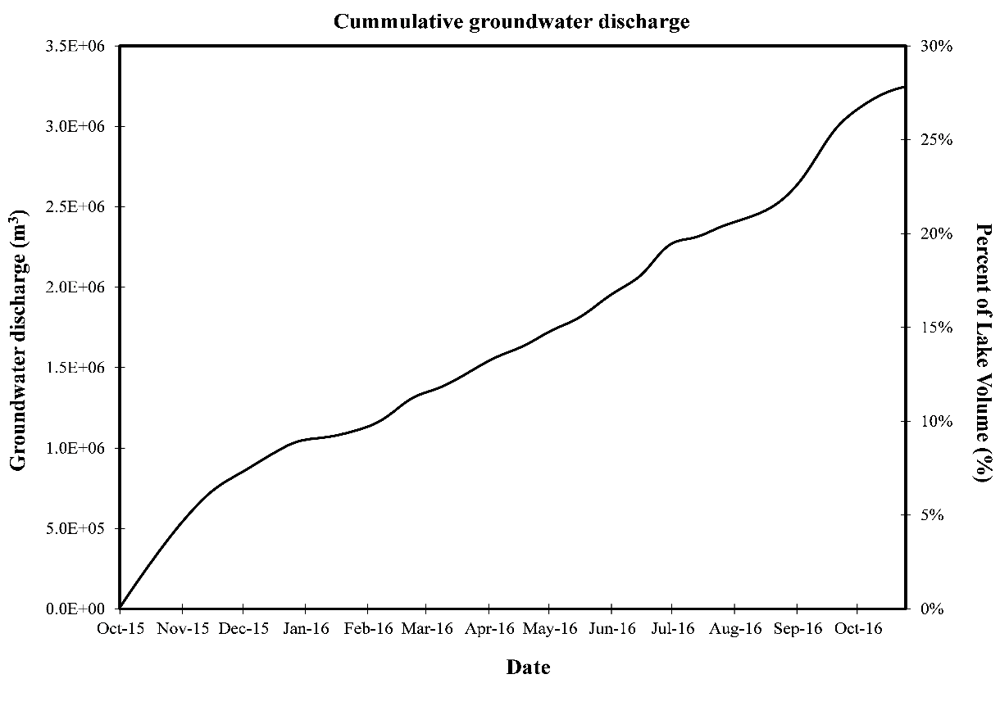 Cummulative groundwater discharge
3.5E+06
3.0E+06
2.5E+06
2.0E+06
1.5E+06
1.0E+06
5.0E+05
0.0E+00
Groundwater discharge (m³)
30%
25%
20%
15%
10%
5%
0%
Percent of Lake Volume (%)
Oct-15 Nov-15 Dec-15 Jan-16 Feb-16 Mar-16 Apr-16 May-16 Jun-16 Jul-16 Aug-16 Sep-16 Oct-16
Date